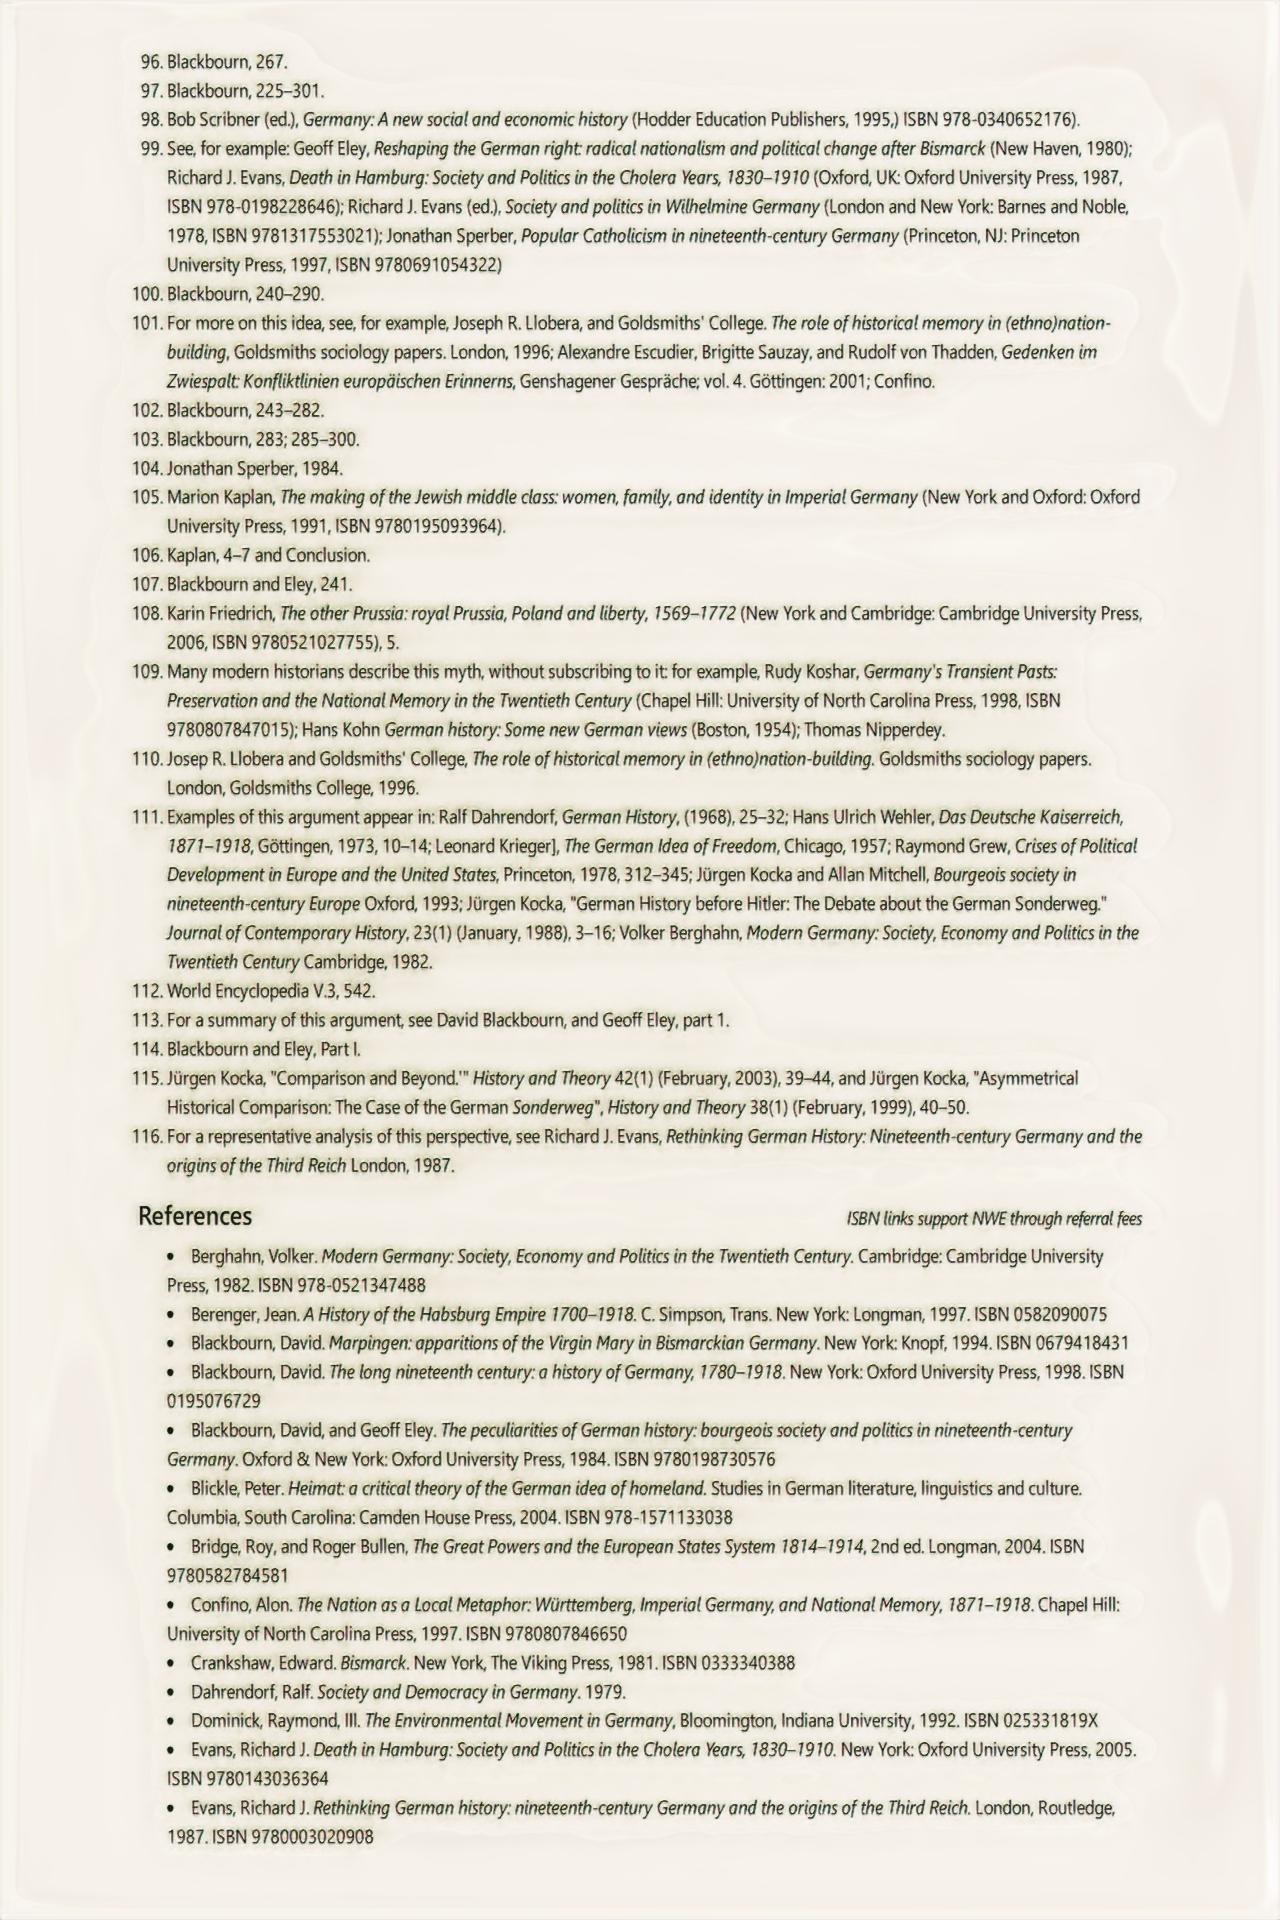 96. Blackbourn, 267.
97. Blackbourn, 225–301.
98. Bob Scribner (ed.), Germany: A new social and economic history (Hodder Education Publishers, 1995,) ISBN 978-0340652176).
99. See, for example: Geoff Eley, Reshaping the German right: radical nationalism and political change after Bismarck (New Haven, 1980);
Richard J. Evans, Death in Hamburg: Society and Politics in the Cholera Years, 1830–1910 (Oxford, UK: Oxford University Press, 1987,
ISBN 978-0198228646); Richard J. Evans (ed.), Society and politics in Wilhelmine Germany (London and New York: Barnes and Noble,
1978, ISBN 9781317553021); Jonathan Sperber, Popular Catholicism in nineteenth-century Germany (Princeton, NJ: Princeton
University Press, 1997, ISBN 9780691054322)
100. Blackbourn, 240–290.
101. For more on this idea, see, for example, Joseph R. Llobera, and Goldsmiths' College. The role of historical memory in (ethno)nation-
building, Goldsmiths sociology papers. London, 1996; Alexandre Escudier, Brigitte Sauzay, and Rudolf von Thadden, Gedenken im
Zwiespalt: Konfliktlinien europäischen Erinnerns, Genshagener Gespräche; vol. 4. Göttingen: 2001; Confino.
102. Blackbourn, 243–282.
103. Blackbourn, 283; 285–300.
104. Jonathan Sperber, 1984.
105. Marion Kaplan, The making of the Jewish middle class: women, family, and identity in Imperial Germany (New York and Oxford: Oxford
University Press, 1991, ISBN 9780195093964).
106. Kaplan, 4–7 and Conclusion.
107. Blackbourn and Eley, 241.
108. Karin Friedrich, The other Prussia: royal Prussia, Poland and liberty, 1569–1772 (New York and Cambridge: Cambridge University Press,
2006, ISBN 9780521027755), 5.
109. Many modern historians describe this myth, without subscribing to it: for example, Rudy Koshar, Germany's Transient Pasts:
Preservation and the National Memory in the Twentieth Century (Chapel Hill: University of North Carolina Press, 1998, ISBN
9780807847015); Hans Kohn German history: Some new German views (Boston, 1954); Thomas Nipperdey.
110. Josep R. Llobera and Goldsmiths' College, The role of historical memory in (ethno)nation-building. Goldsmiths sociology papers.
London, Goldsmiths College, 1996.
111. Examples of this argument appear in: Ralf Dahrendorf, German History, (1968), 25–32; Hans Ulrich Wehler, Das Deutsche Kaiserreich,
1871–1918, Göttingen, 1973, 10–14; Leonard Krieger], The German Idea of Freedom, Chicago, 1957; Raymond Grew, Crises of Political
Development in Europe and the United States, Princeton, 1978, 312–345; Jürgen Kocka and Allan Mitchell, Bourgeois society in
nineteenth-century Europe Oxford, 1993; Jürgen Kocka, "German History before Hitler: The Debate about the German Sonderweg."
Journal of Contemporary History, 23(1) (January, 1988), 3–16; Volker Berghahn, Modern Germany: Society, Economy and Politics in the
Twentieth Century Cambridge, 1982.
112. World Encyclopedia V.3, 542.
113. For a summary of this argument, see David Blackbourn, and Geoff Eley, part 1.
114. Blackbourn and Eley, Part I.
115. Jürgen Kocka, "Comparison and Beyond.'" History and Theory 42(1) (February, 2003), 39–44, and Jürgen Kocka, "Asymmetrical
Historical Comparison: The Case of the German Sonderweg", History and Theory 38(1) (February, 1999), 40–50.
116. For a representative analysis of this perspective, see Richard J. Evans, Rethinking German History: Nineteenth-century Germany and the
origins of the Third Reich London, 1987.
References
ISBN links support NWE through referral fees
• Berghahn, Volker. Modern Germany: Society, Economy and Politics in the Twentieth Century. Cambridge: Cambridge University
Press, 1982. ISBN 978-0521347488
• Berenger, Jean. A History of the Habsburg Empire 1700–1918. C. Simpson, Trans. New York: Longman, 1997. ISBN 0582090075
• Blackbourn, David. Marpingen: apparitions of the Virgin Mary in Bismarckian Germany. New York: Knopf, 1994. ISBN 0679418431
• Blackbourn, David. The long nineteenth century: a history of Germany, 1780–1918. New York: Oxford University Press, 1998. ISBN
0195076729
• Blackbourn, David, and Geoff Eley. The peculiarities of German history: bourgeois society and politics in nineteenth-century
Germany. Oxford & New York: Oxford University Press, 1984. ISBN 9780198730576
• Blickle, Peter. Heimat: a critical theory of the German idea of homeland. Studies in German literature, linguistics and culture.
Columbia, South Carolina: Camden House Press, 2004. ISBN 978-1571133038
• Bridge, Roy, and Roger Bullen, The Great Powers and the European States System 1814–1914, 2nd ed. Longman, 2004. ISBN
9780582784581
• Confino, Alon. The Nation as a Local Metaphor: Württemberg, Imperial Germany, and National Memory, 1871–1918. Chapel Hill:
University of North Carolina Press, 1997. ISBN 9780807846650
• Crankshaw, Edward. Bismarck. New York, The Viking Press, 1981. ISBN 0333340388
• Dahrendorf, Ralf. Society and Democracy in Germany. 1979.
• Dominick, Raymond, III. The Environmental Movement in Germany, Bloomington, Indiana University, 1992. ISBN 025331819X
• Evans, Richard J. Death in Hamburg: Society and Politics in the Cholera Years, 1830–1910. New York: Oxford University Press, 2005.
ISBN 9780143036364
• Evans, Richard J. Rethinking German history: nineteenth-century Germany and the origins of the Third Reich. London, Routledge,
1987. ISBN 9780003020908